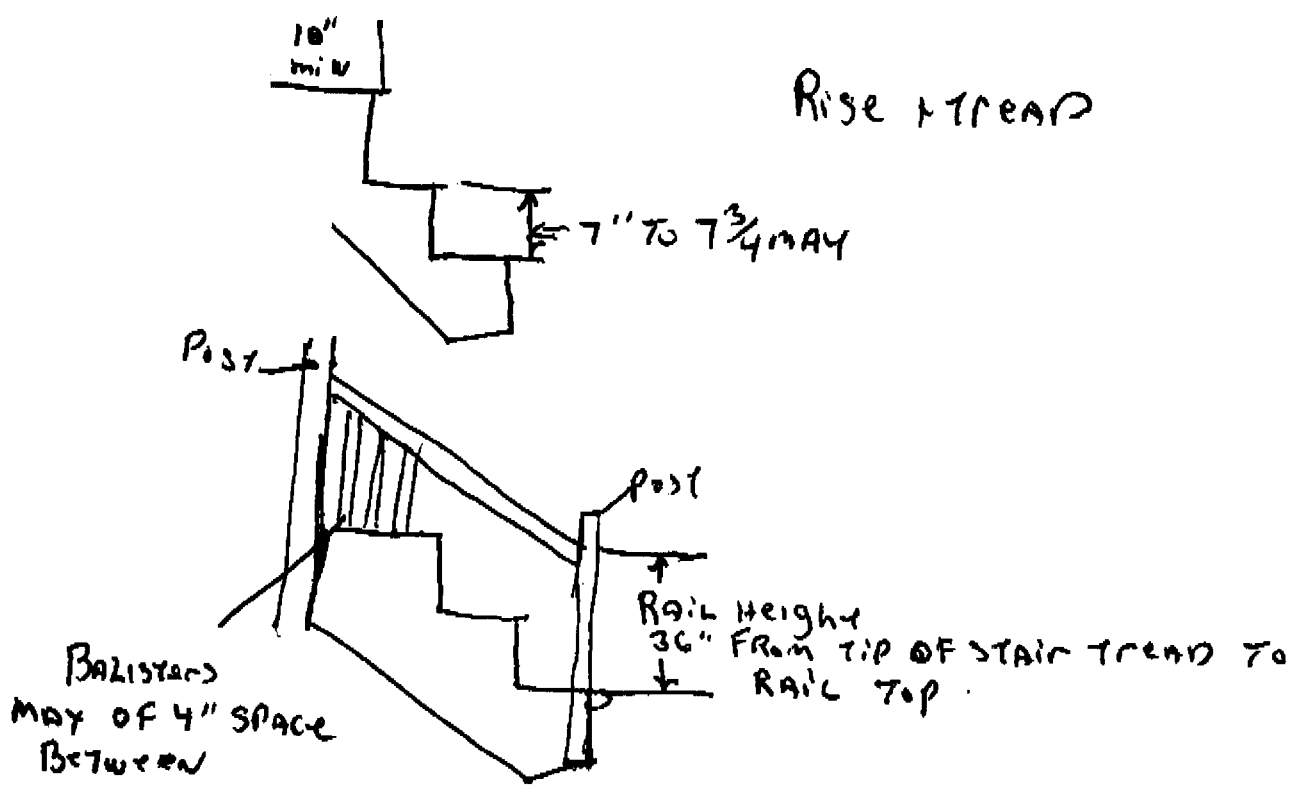 10"
min
Rise & Tread
7" To 7 3/4 MAX
Post
Post
Rail Height
36" From Tip of Stair Tread To
Rail Top.
Balisters
Max of 4" Space
Between